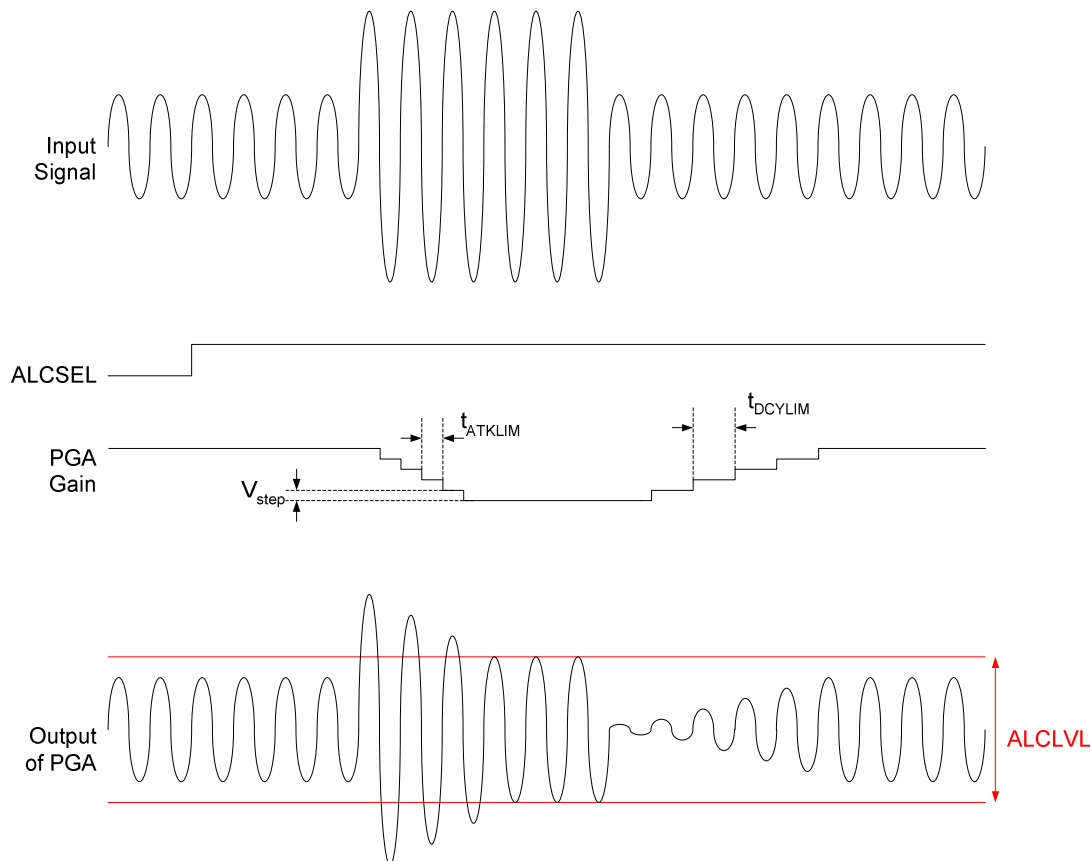 Input
Signal
ALCSEL
tATKLIM
tDCYLIM
PGA
Gain
Vstep
Output
of PGA
ALCLVL